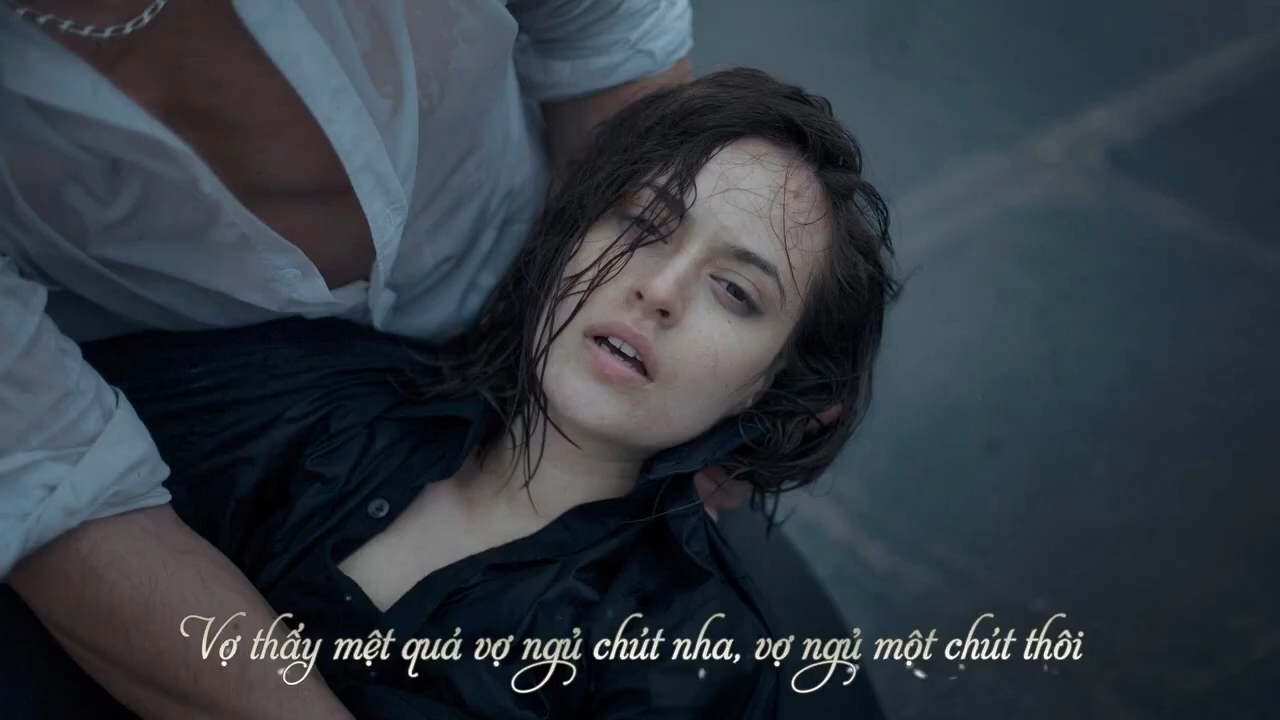 Vợ thấy mệt quá vợ ngủ chút nha, vợ ngủ một chút thôi